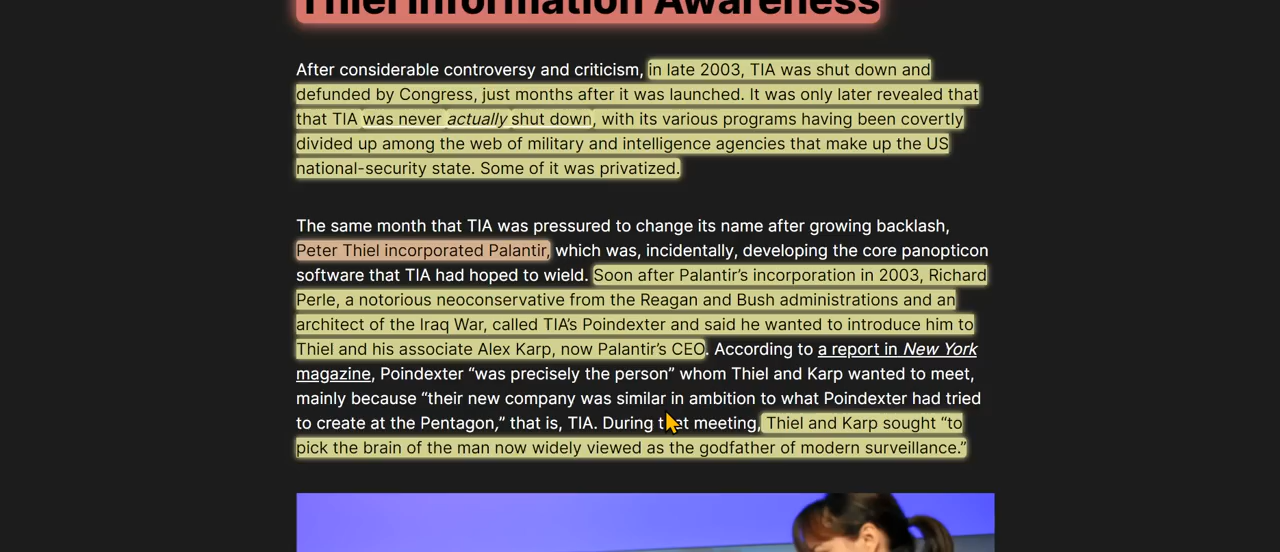 Thiel Information Awareness
After considerable controversy and criticism, in late 2003, TIA was shut down and
defunded by Congress, just months after it was launched. It was only later revealed that
that TIA was never actually shut down, with its various programs having been covertly
divided up among the web of military and intelligence agencies that make up the US
national-security state. Some of it was privatized.
The same month that TIA was pressured to change its name after growing backlash,
Peter Thiel incorporated Palantir, which was, incidentally, developing the core panopticon
software that TIA had hoped to wield. Soon after Palantir’s incorporation in 2003, Richard
Perle, a notorious neoconservative from the Reagan and Bush administrations and an
architect of the Iraq War, called TIA’s Poindexter and said he wanted to introduce him to
Thiel and his associate Alex Karp, now Palantir’s CEO. According to a report in New York
magazine, Poindexter “was precisely the person” whom Thiel and Karp wanted to meet,
mainly because “their new company was similar in ambition to what Poindexter had tried
to create at the Pentagon,” that is, TIA. During that meeting, Thiel and Karp sought “to
pick the brain of the man now widely viewed as the godfather of modern surveillance.”